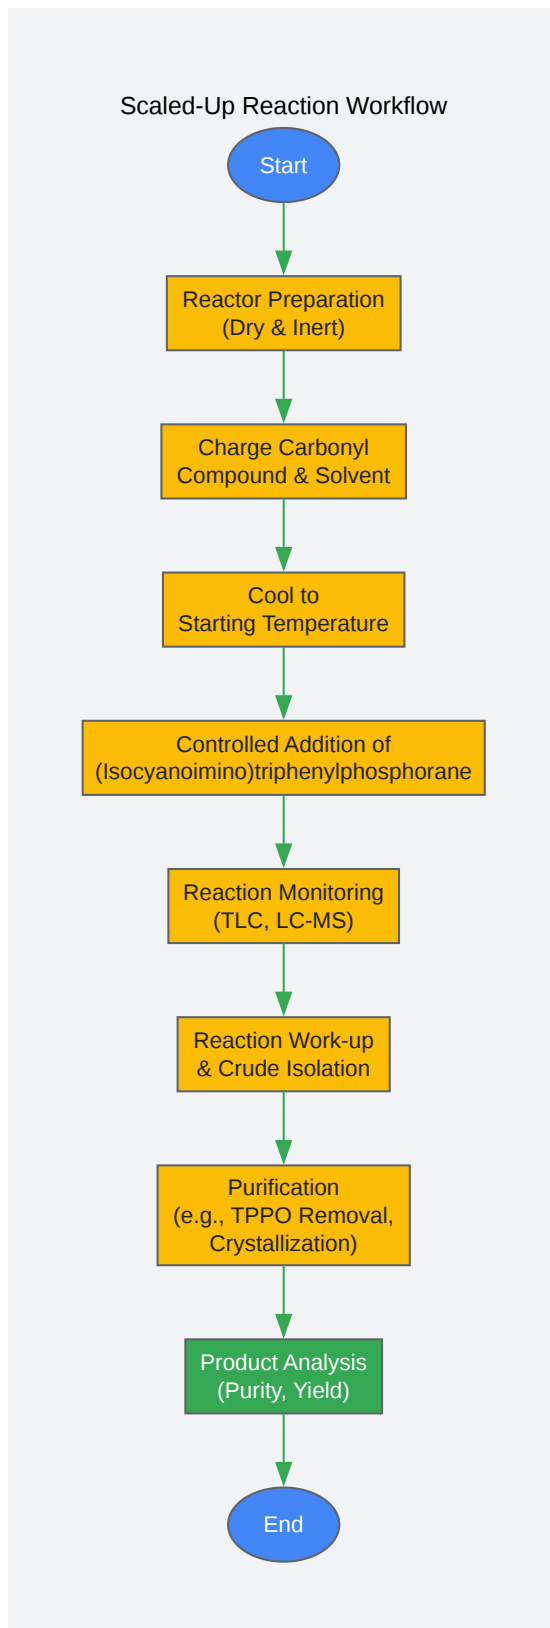 Scaled-Up Reaction Workflow
Start
Reactor Preparation
(Dry & Inert)
Charge Carbonyl
Compound & Solvent
Cool to
Starting Temperature
Controlled Addition of
(Isocyanoimino)triphenylphosphorane
Reaction Monitoring
(TLC, LC-MS)
Reaction Work-up
& Crude Isolation
Purification
(e.g., TPPO Removal,
Crystallization)
Product Analysis
(Purity, Yield)
End